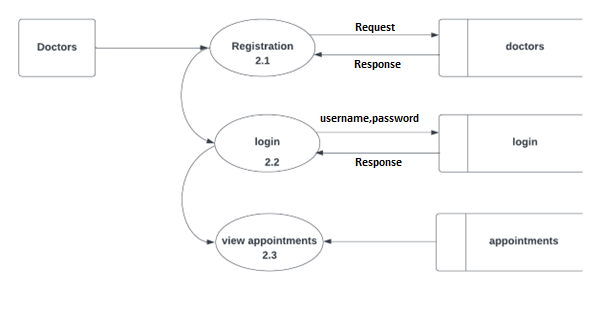 Doctors
Registration
2.1
Request
Response
doctors
login
2.2
username,password
Response
login
view appointments
2.3
appointments